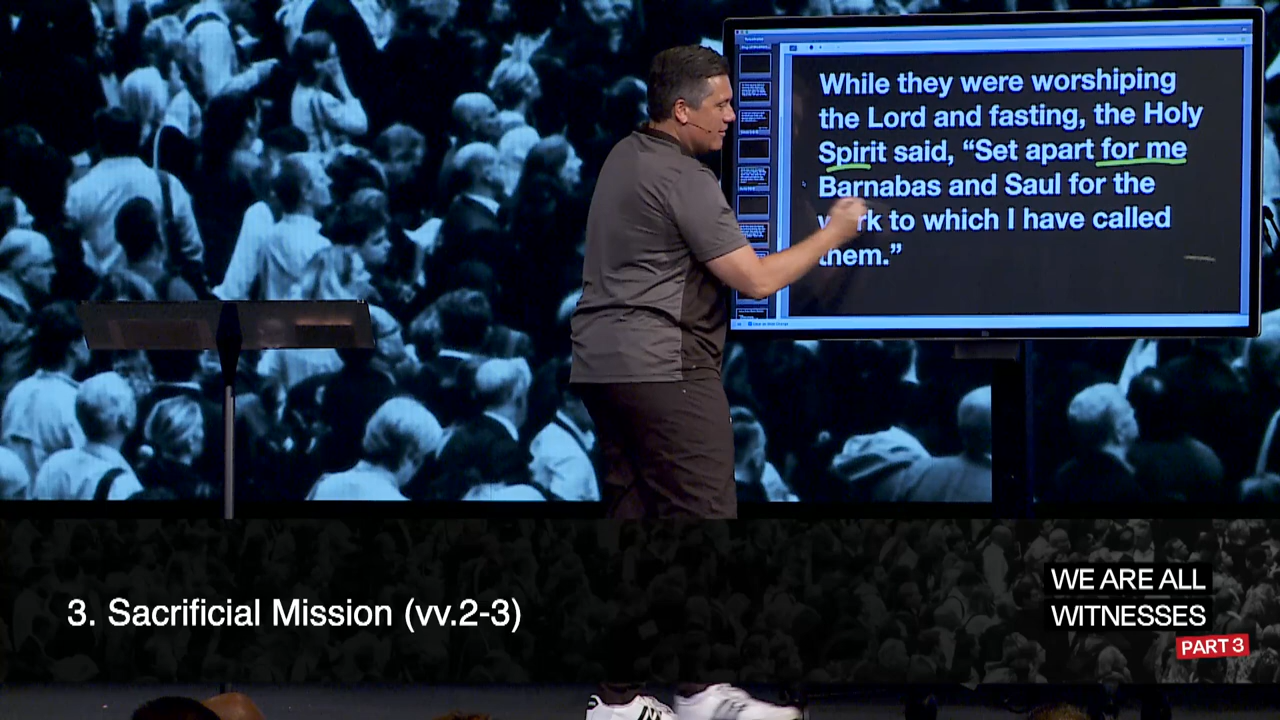 While they were worshiping
the Lord and fasting, the Holy
Spirit said, “Set apart for me
Barnabas and Saul for the
work to which I have called
them.”
3. Sacrificial Mission (vv.2-3)
WE ARE ALL
WITNESSES
PART 3